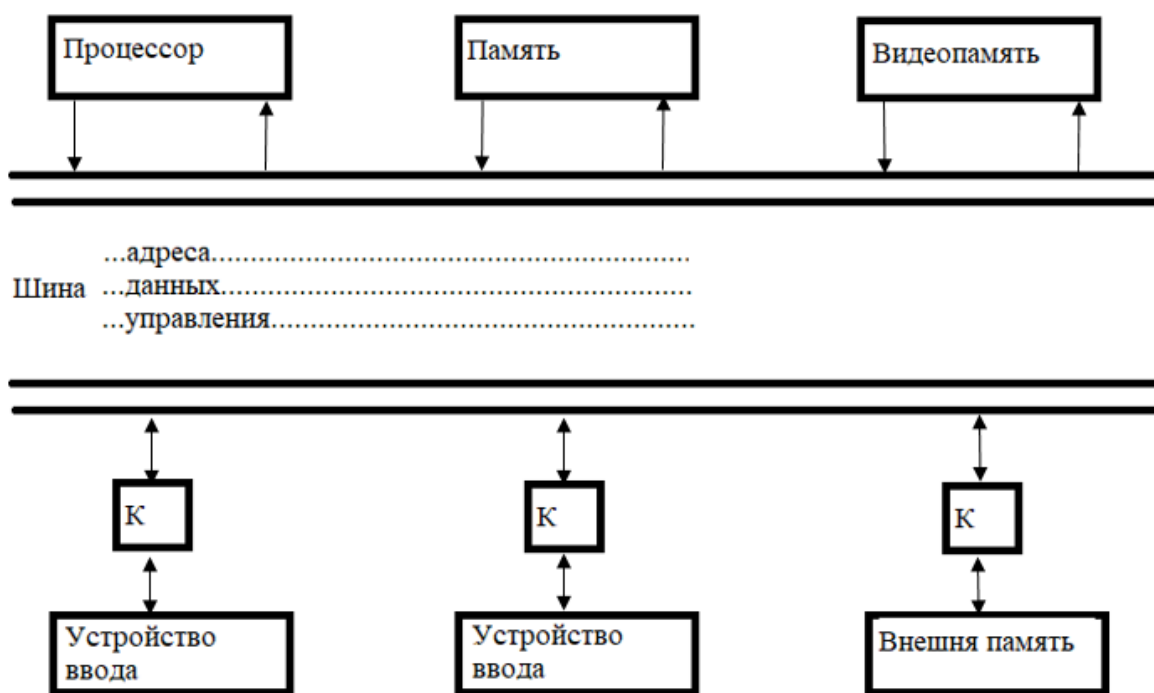 Процессор
Память
Видеопамять
...адреса.......................................................
Шина ...данных......................................................
...управления.................................................
К
К
К
Устройство
ввода
Устройство
ввода
Внешня память